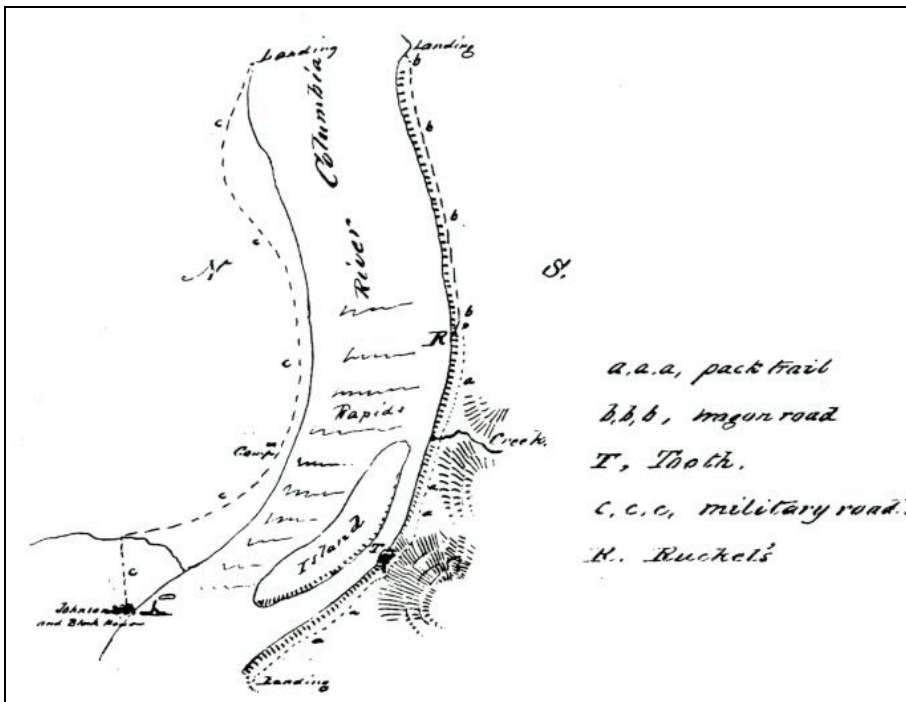 Landing
Landing
Columbia
River
b
b
b
b
c
c
c
c
c
N
S.
R
a
Rapids
Creek.
Camp
Island
a
a
T
Johnson
and Block House
a
a
Landing
a.a.a, pack trail
b,b,b, wagon road
T, Tooth.
c, c, c, military road.
R. Ruckel's